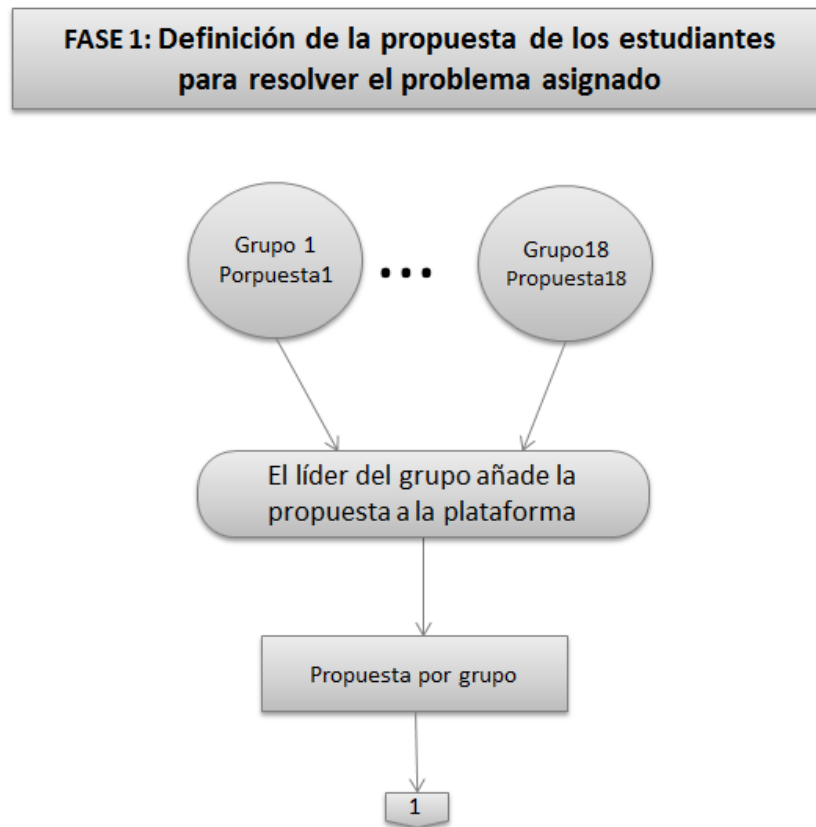 FASE 1: Definición de la propuesta de los estudiantes
para resolver el problema asignado
Grupo 1
Porpuesta1
...
Grupo18
Propuesta18
El líder del grupo añade la
propuesta a la plataforma
Propuesta por grupo
1